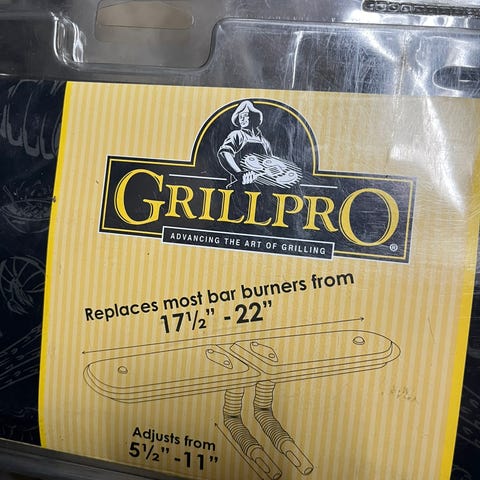 GRILLPRO®
ADVANCING THE ART OF GRILLING
Replaces most bar burners from
17½” - 22”
Adjusts from
5½” - 11”